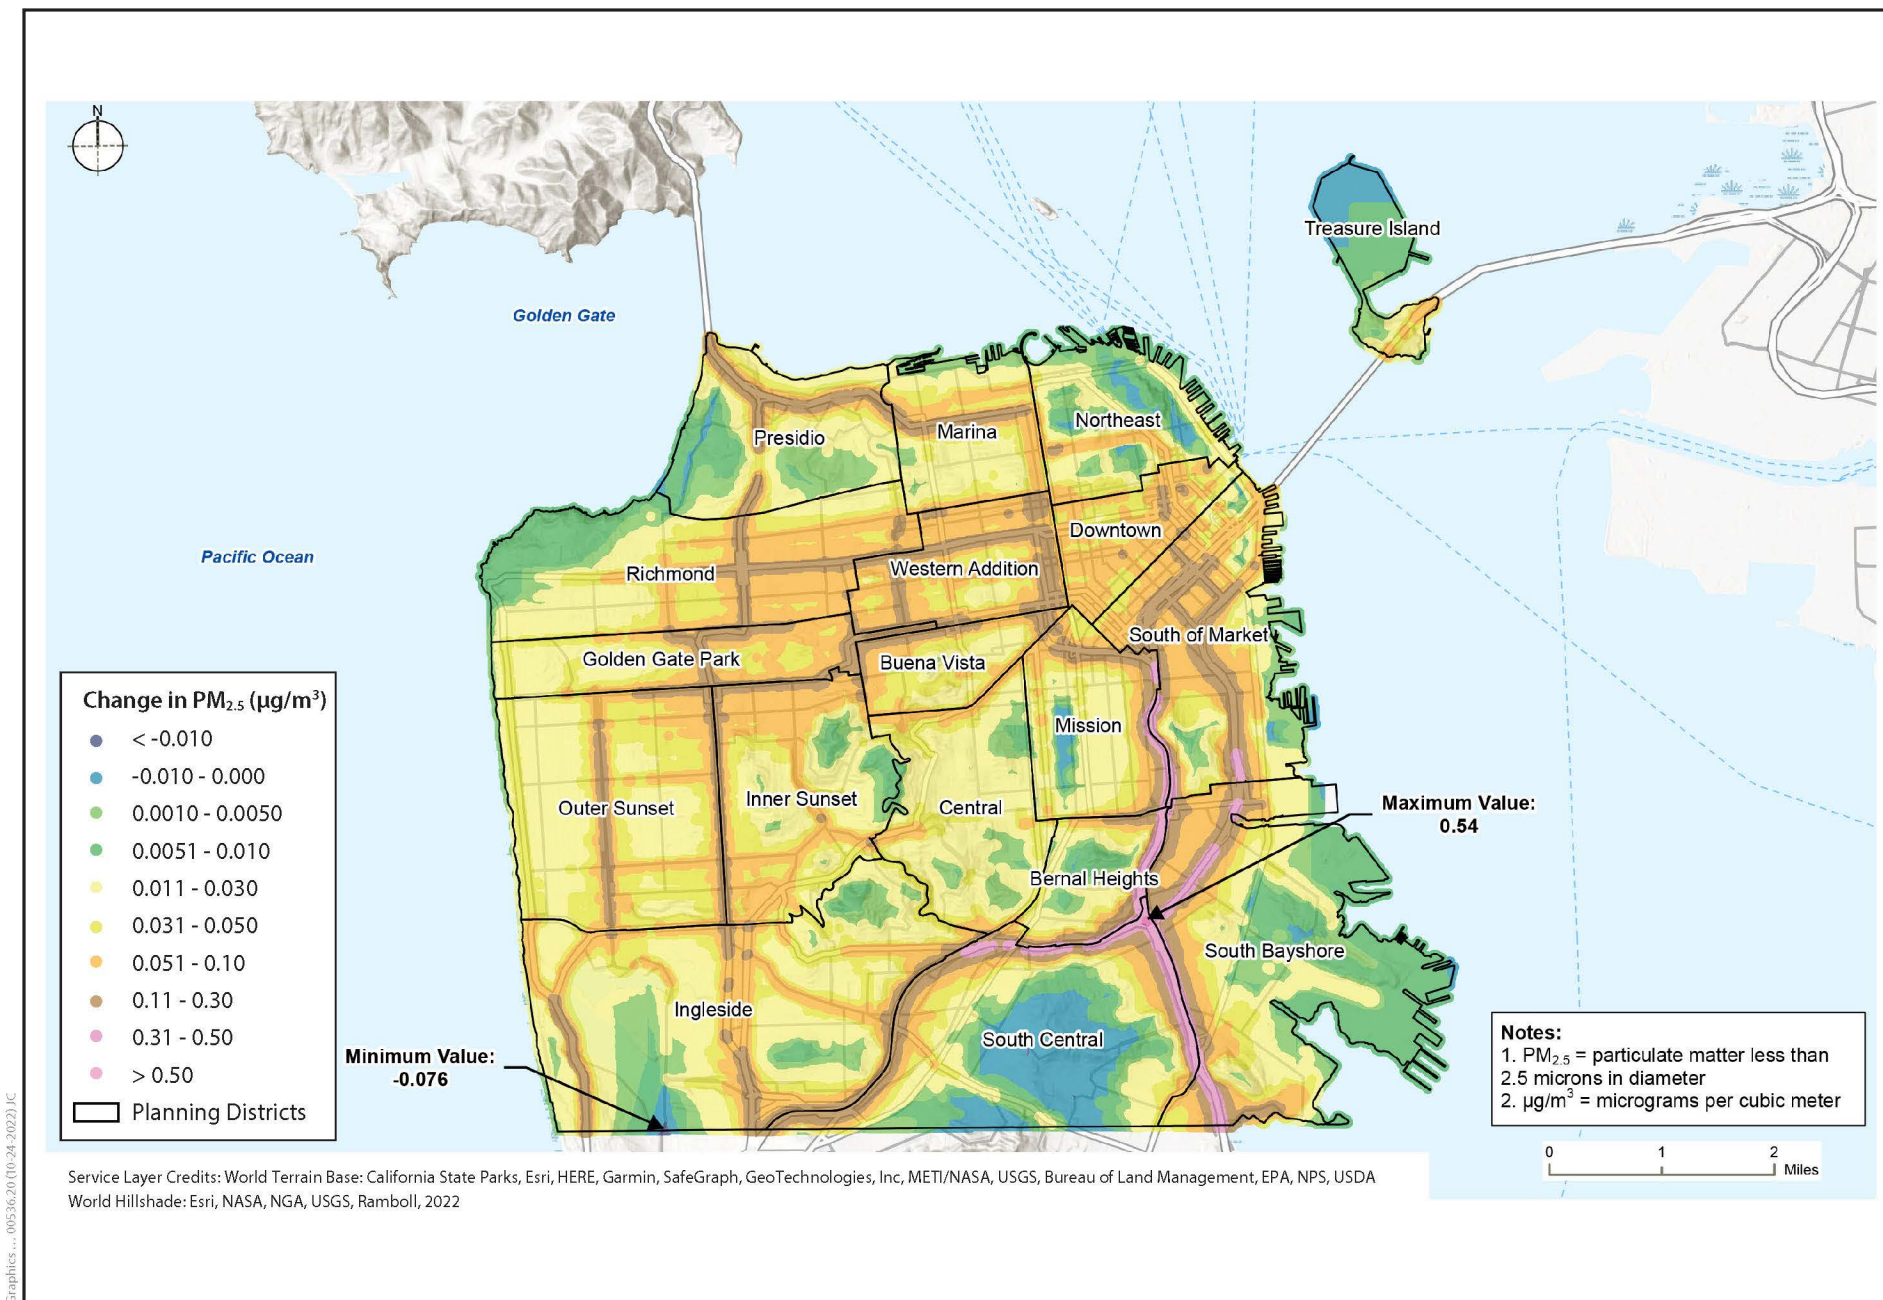 N
Treasure Island
Golden Gate
Northeast
Marina
Presidio
Downtown
Pacific Ocean
Richmond
Western Addition
South of Market
Golden Gate Park
Buena Vista
Mission
Outer Sunset
Inner Sunset
Central
Bernal Heights
South Bayshore
Ingleside
South Central
Maximum Value:
0.54
Minimum Value:
-0.076
Change in PM₂.₅ (µg/m³)
< -0.010
-0.010 - 0.000
0.0010 - 0.0050
0.0051 - 0.010
0.011 - 0.030
0.031 - 0.050
0.051 - 0.10
0.11 - 0.30
0.31 - 0.50
> 0.50
Planning Districts
Notes:
1. PM₂.₅ = particulate matter less than
2.5 microns in diameter
2. µg/m³ = micrograms per cubic meter
0 1 2
Miles
Service Layer Credits: World Terrain Base: California State Parks, Esri, HERE, Garmin, SafeGraph, GeoTechnologies, Inc, METI/NASA, USGS, Bureau of Land Management, EPA, NPS, USDA
World Hillshade: Esri, NASA, NGA, USGS, Ramboll, 2022
Graphics ... 00536.20 (10-24-2022) JC